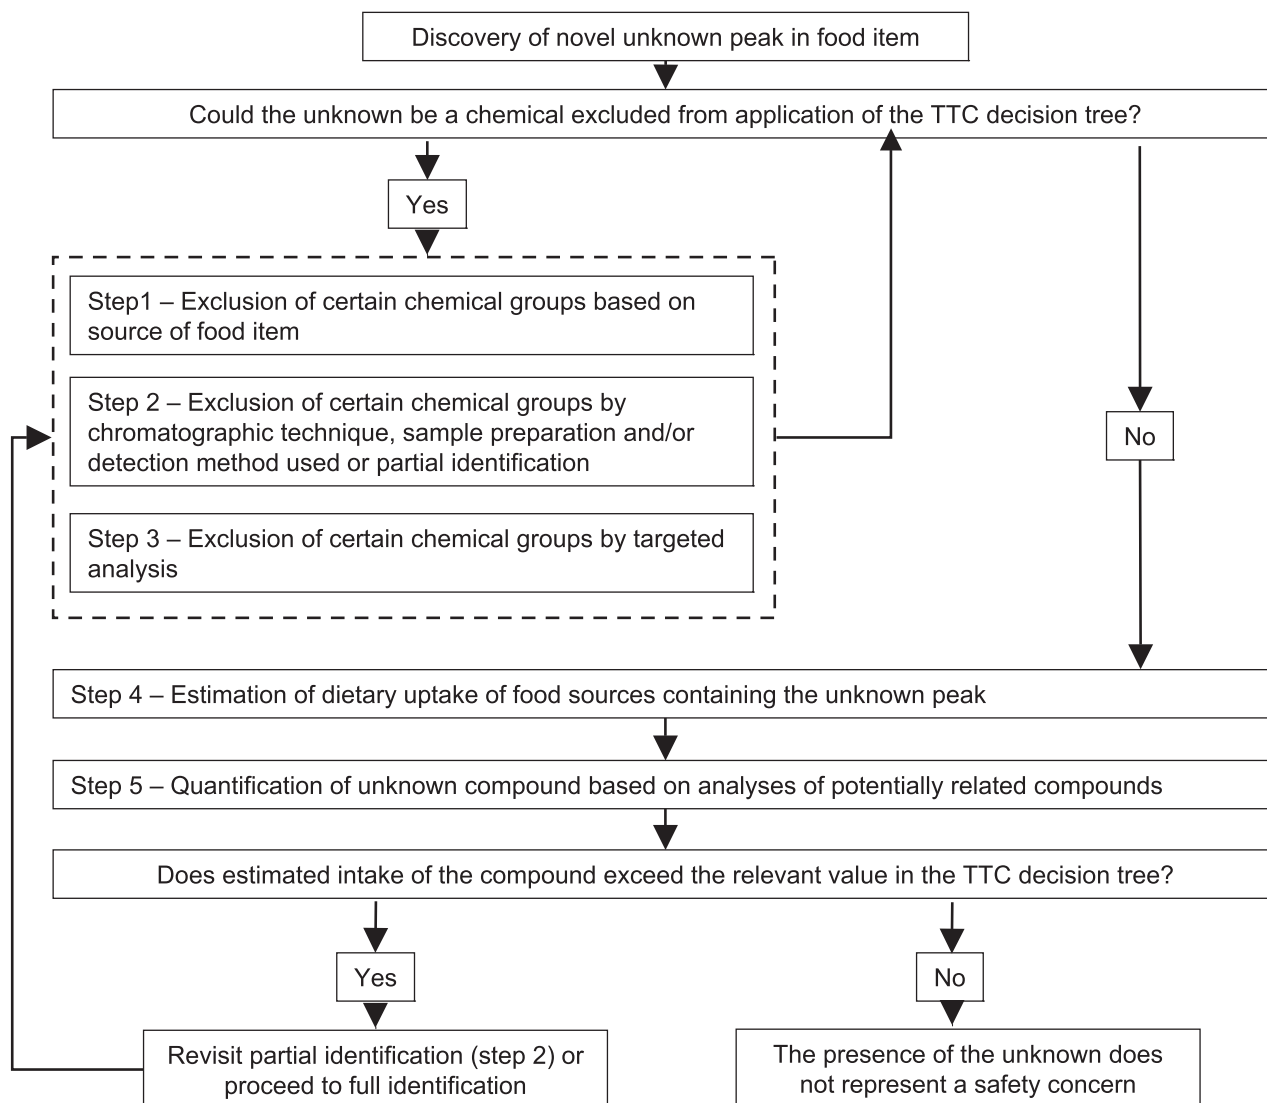 Discovery of novel unknown peak in food item
Could the unknown be a chemical excluded from application of the TTC decision tree?
Yes
Step1 – Exclusion of certain chemical groups based on
source of food item
Step 2 – Exclusion of certain chemical groups by
chromatographic technique, sample preparation and/or
detection method used or partial identification
No
Step 3 – Exclusion of certain chemical groups by targeted
analysis
Step 4 – Estimation of dietary uptake of food sources containing the unknown peak
Step 5 – Quantification of unknown compound based on analyses of potentially related compounds
Does estimated intake of the compound exceed the relevant value in the TTC decision tree?
Yes
No
Revisit partial identification (step 2) or
proceed to full identification
The presence of the unknown does
not represent a safety concern